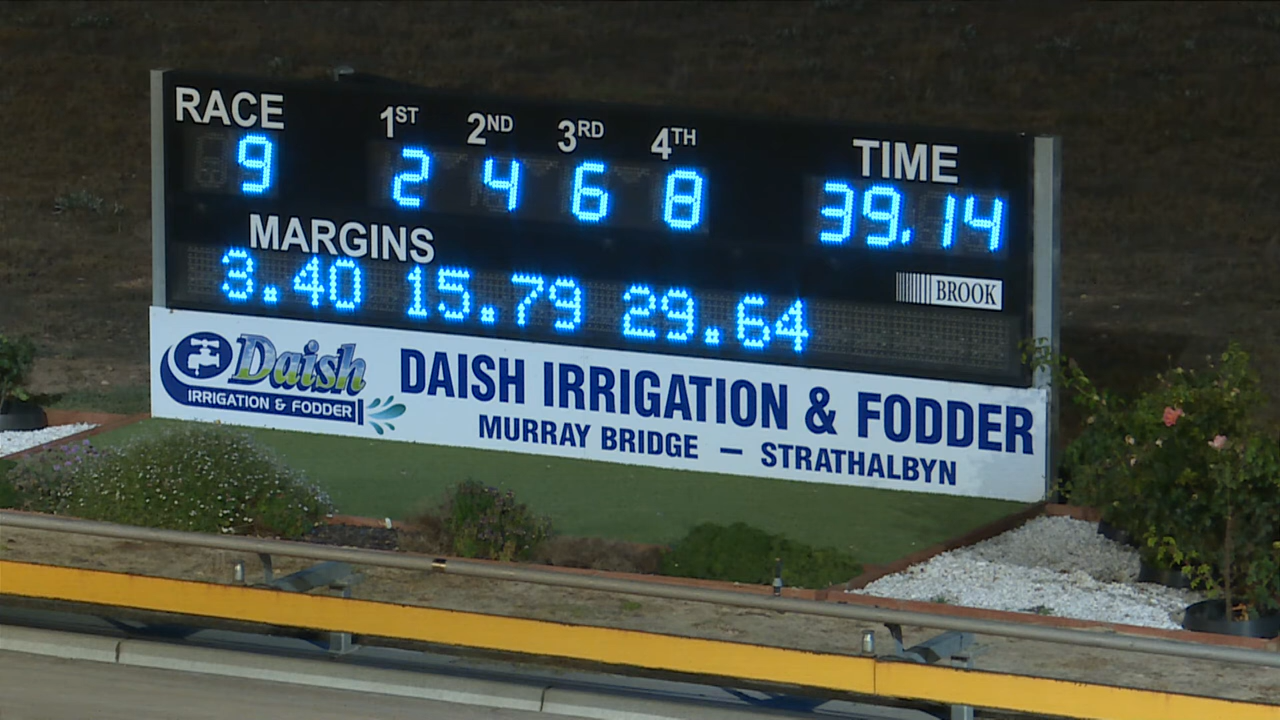 RACE 1ST 2ND 3RD 4TH TIME
9 2 4 6 8 39.14
MARGINS
3.40 15.79 29.64
BROOK
Daish
IRRIGATION & FODDER
DAISH IRRIGATION & FODDER
MURRAY BRIDGE — STRATHALBYN